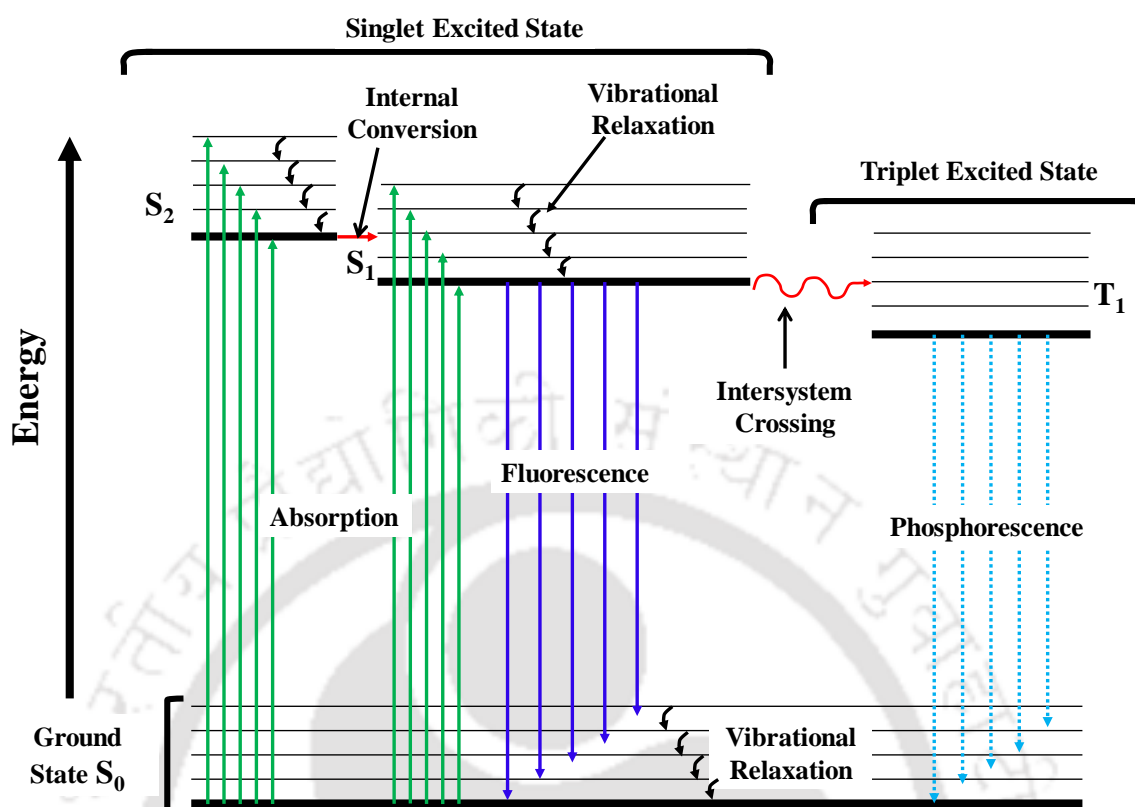 Singlet Excited State
Internal
Conversion
Vibrational
Relaxation
Triplet Excited State
S2
S1
T1
Energy
Intersystem
Crossing
Fluorescence
Absorption
Phosphorescence
Ground
State S0
Vibrational
Relaxation